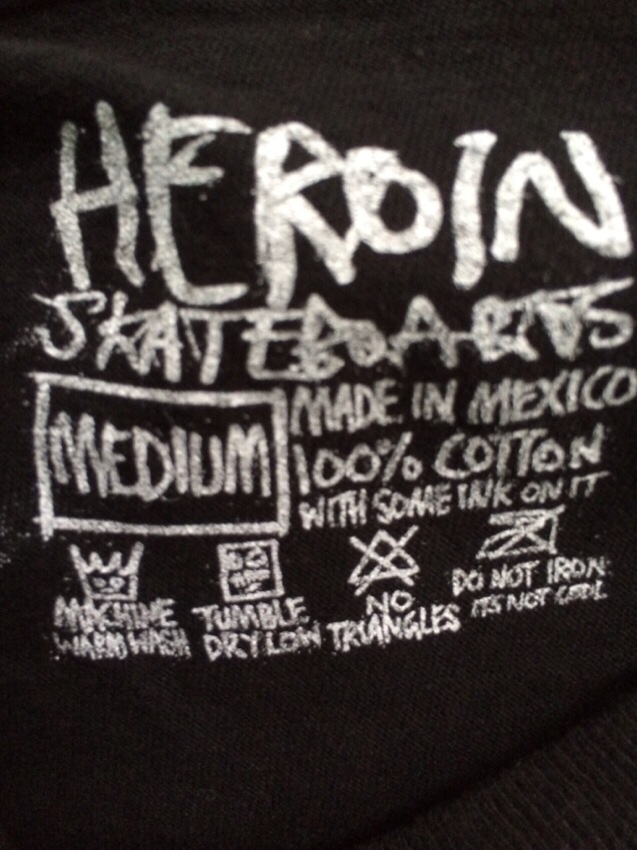 HEROIN
SKATEBOARDS
MEDIUM
MADE IN MEXICO
100% COTTON
WITH SOME INK ON IT
MACHINE
WARM WASH
TUMBLE
DRY LOW
NO
TRIANGLES
DO NOT IRON
ITS NOT COOL